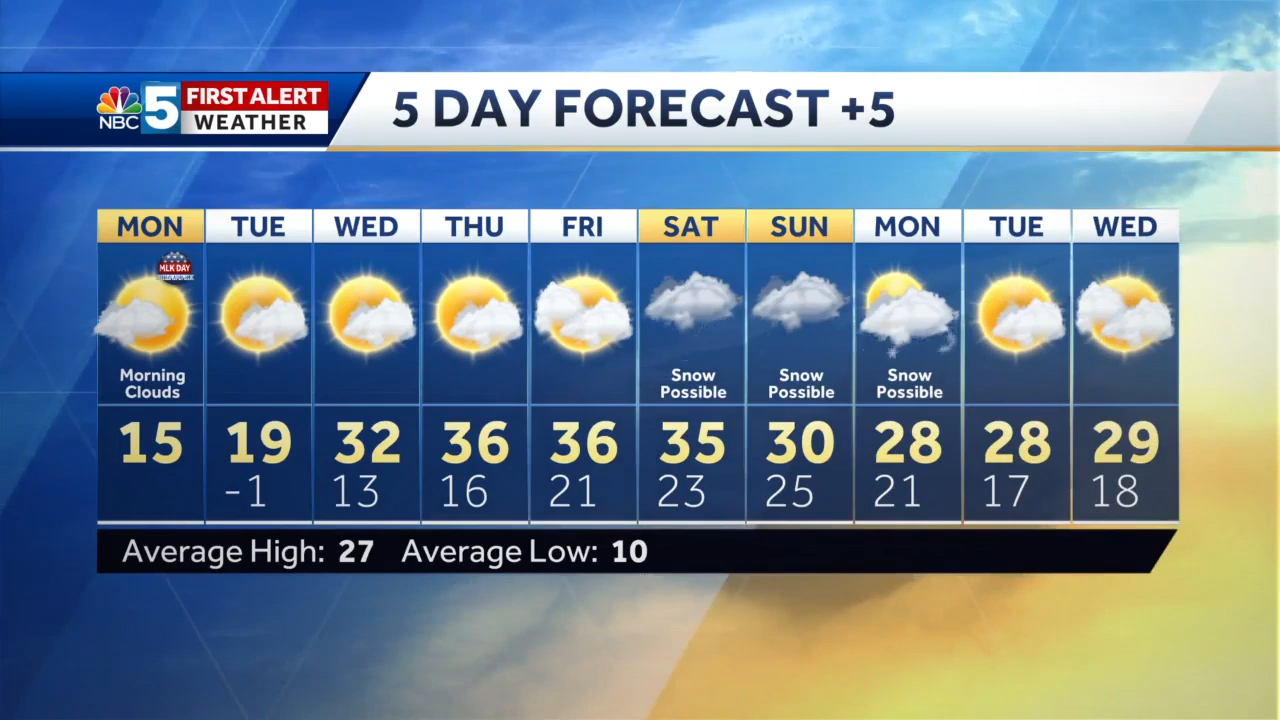 NBC 5 FIRST ALERT
WEATHER
5 DAY FORECAST +5
MON TUE WED THU FRI SAT SUN MON TUE WED
MLK DAY
Morning
Clouds
Snow
Possible
Snow
Possible
Snow
Possible
15 19 32 36 36 35 30 28 28 29
-1 13 16 21 23 25 21 17 18
Average High: 27 Average Low: 10